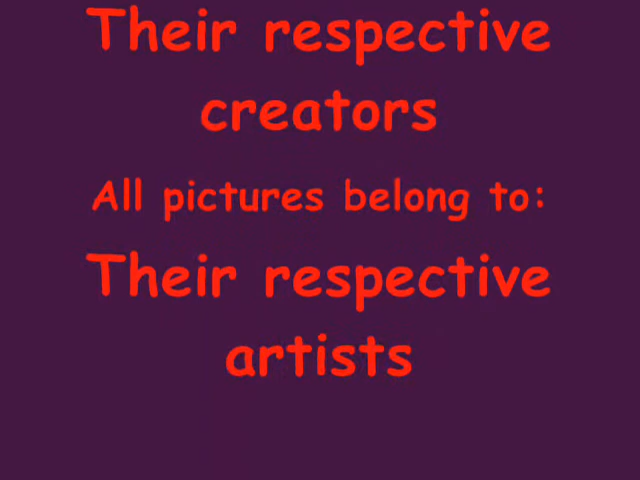 Their respective
creators
All pictures belong to:
Their respective
artists